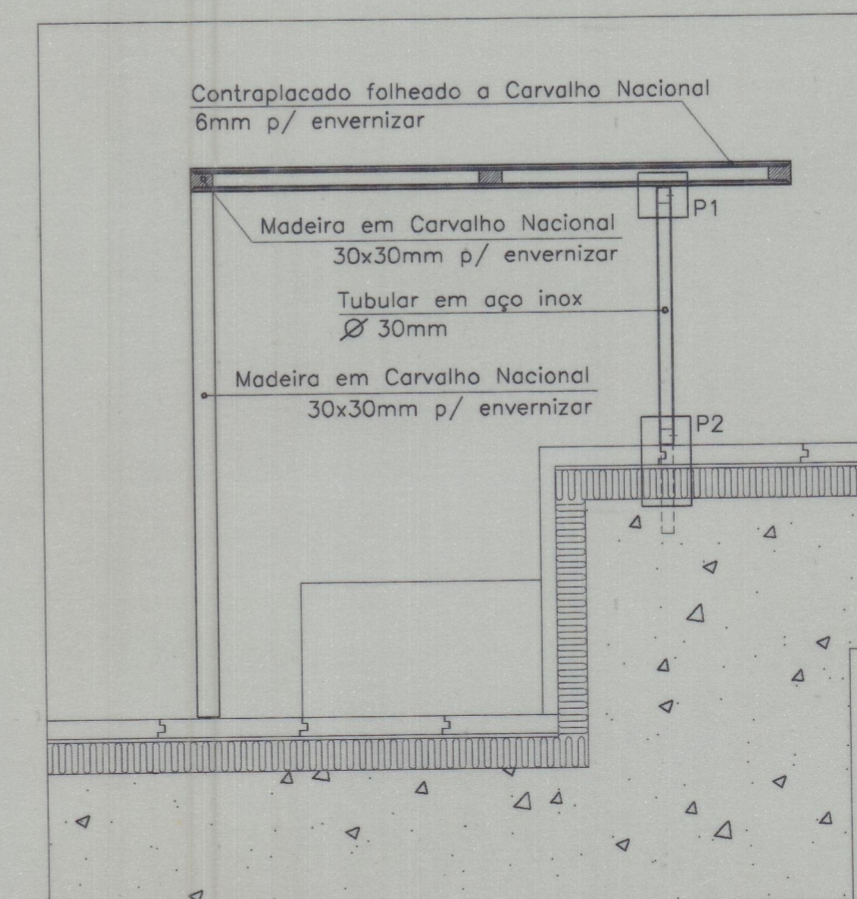 Contraplacado folheado a Carvalho Nacional
6mm p/ envernizar
P1
Madeira em Carvalho Nacional
30x30mm p/ envernizar
Tubular em aço inox
Ø 30mm
Madeira em Carvalho Nacional
30x30mm p/ envernizar
P2